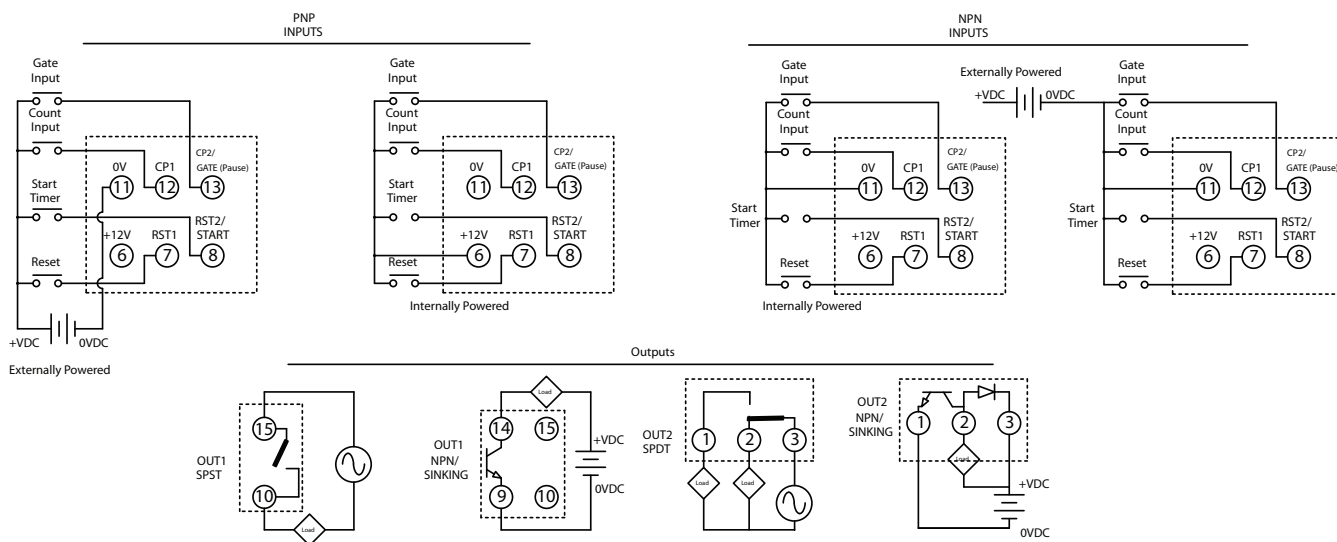 PNP
INPUTS
Gate
Input
Count
Input
0V
CP1
CP2/
GATE (Pause)
11
12
13
Start
Timer
+12V
RST1
RST2/
START
6
7
8
Reset
+VDC
0VDC
Externally Powered
Gate
Input
Count
Input
0V
CP1
CP2/
GATE (Pause)
11
12
13
Start
Timer
+12V
RST1
RST2/
START
6
7
8
Reset
Internally Powered
NPN
INPUTS
Gate
Input
Count
Input
0V
CP1
CP2/
GATE (Pause)
11
12
13
Start
Timer
+12V
RST1
RST2/
START
6
7
8
Reset
Internally Powered
Externally Powered
+VDC
0VDC
Gate
Input
Count
Input
0V
CP1
CP2/
GATE (Pause)
11
12
13
Start
Timer
+12V
RST1
RST2/
START
6
7
8
Reset
Outputs
OUT1
SPST
15
10
Load
OUT1
NPN/
SINKING
Load
14
15
9
10
+VDC
0VDC
OUT2
SPDT
1
2
3
Load
Load
OUT2
NPN/
SINKING
1
2
3
Load
+VDC
0VDC